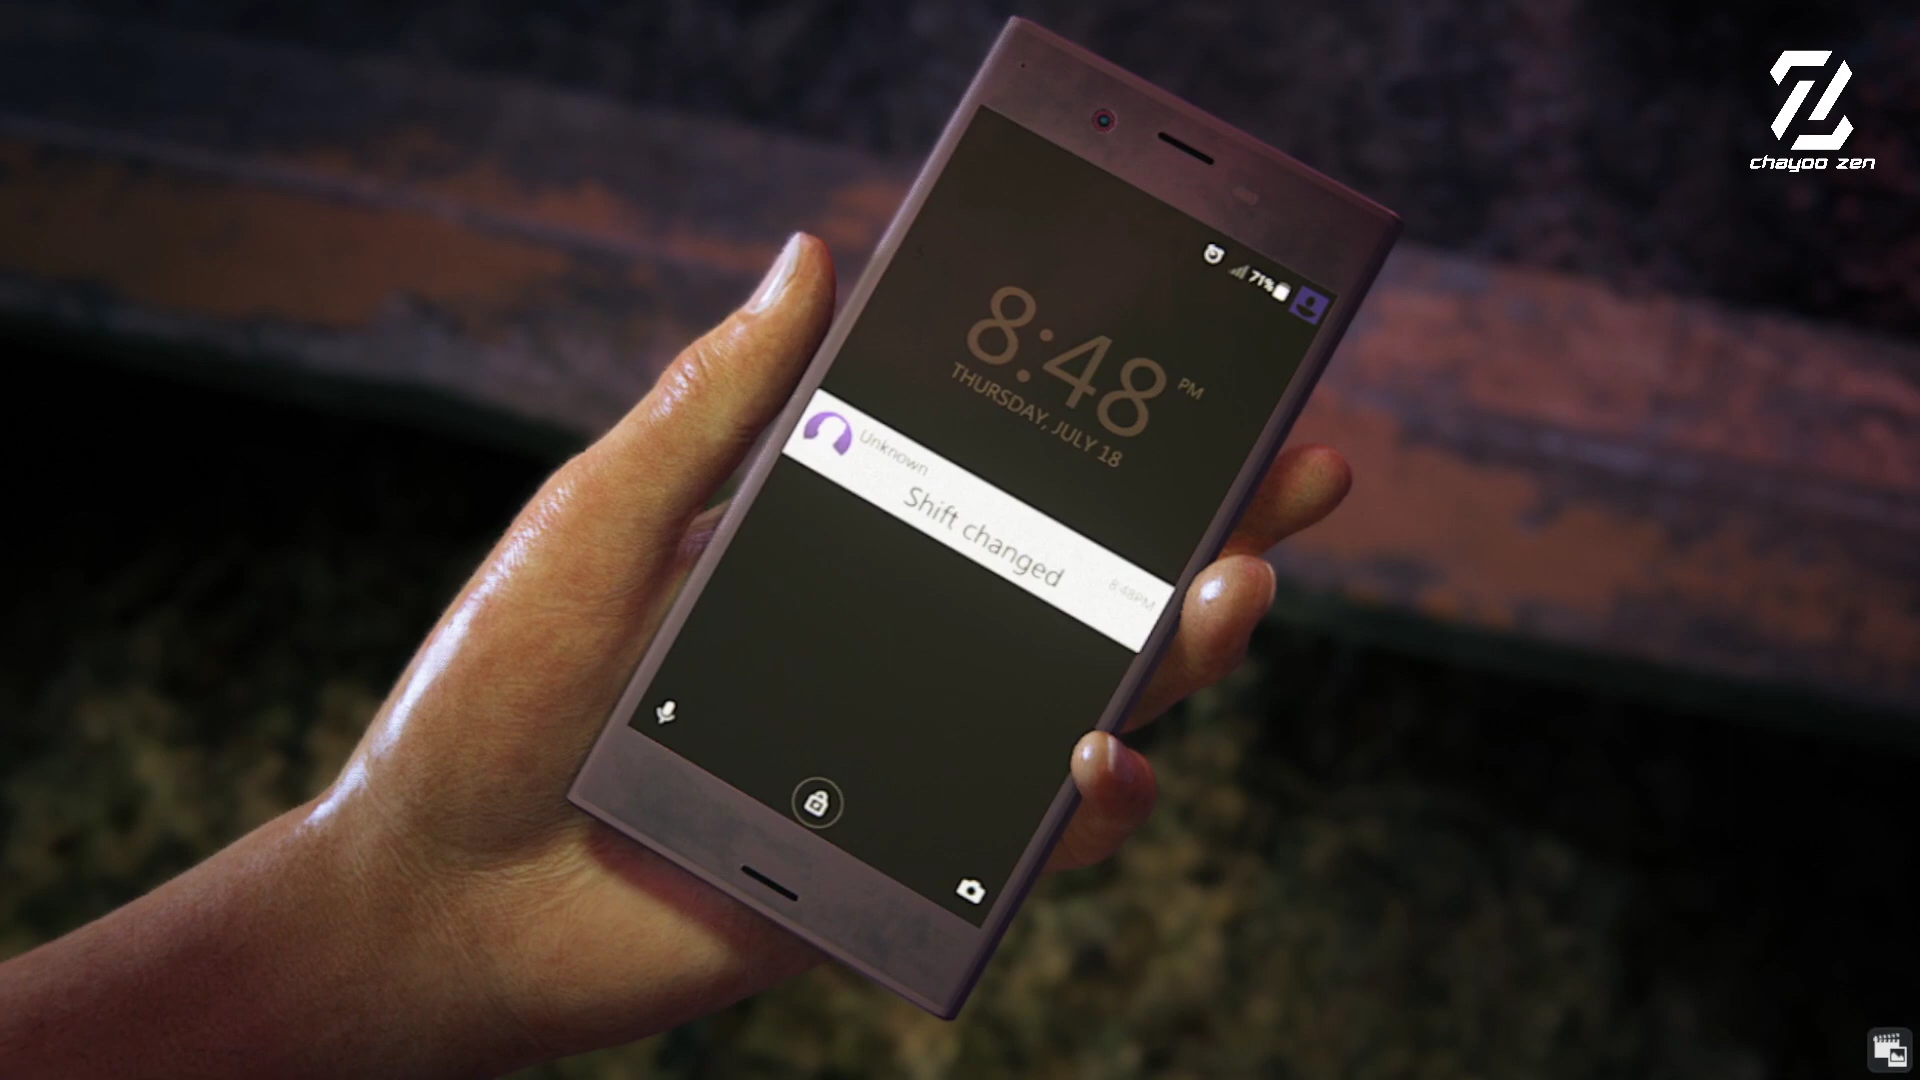 chayoo zen
71%
8:48 PM
THURSDAY, JULY 18
Unknown
Shift changed
8:48PM